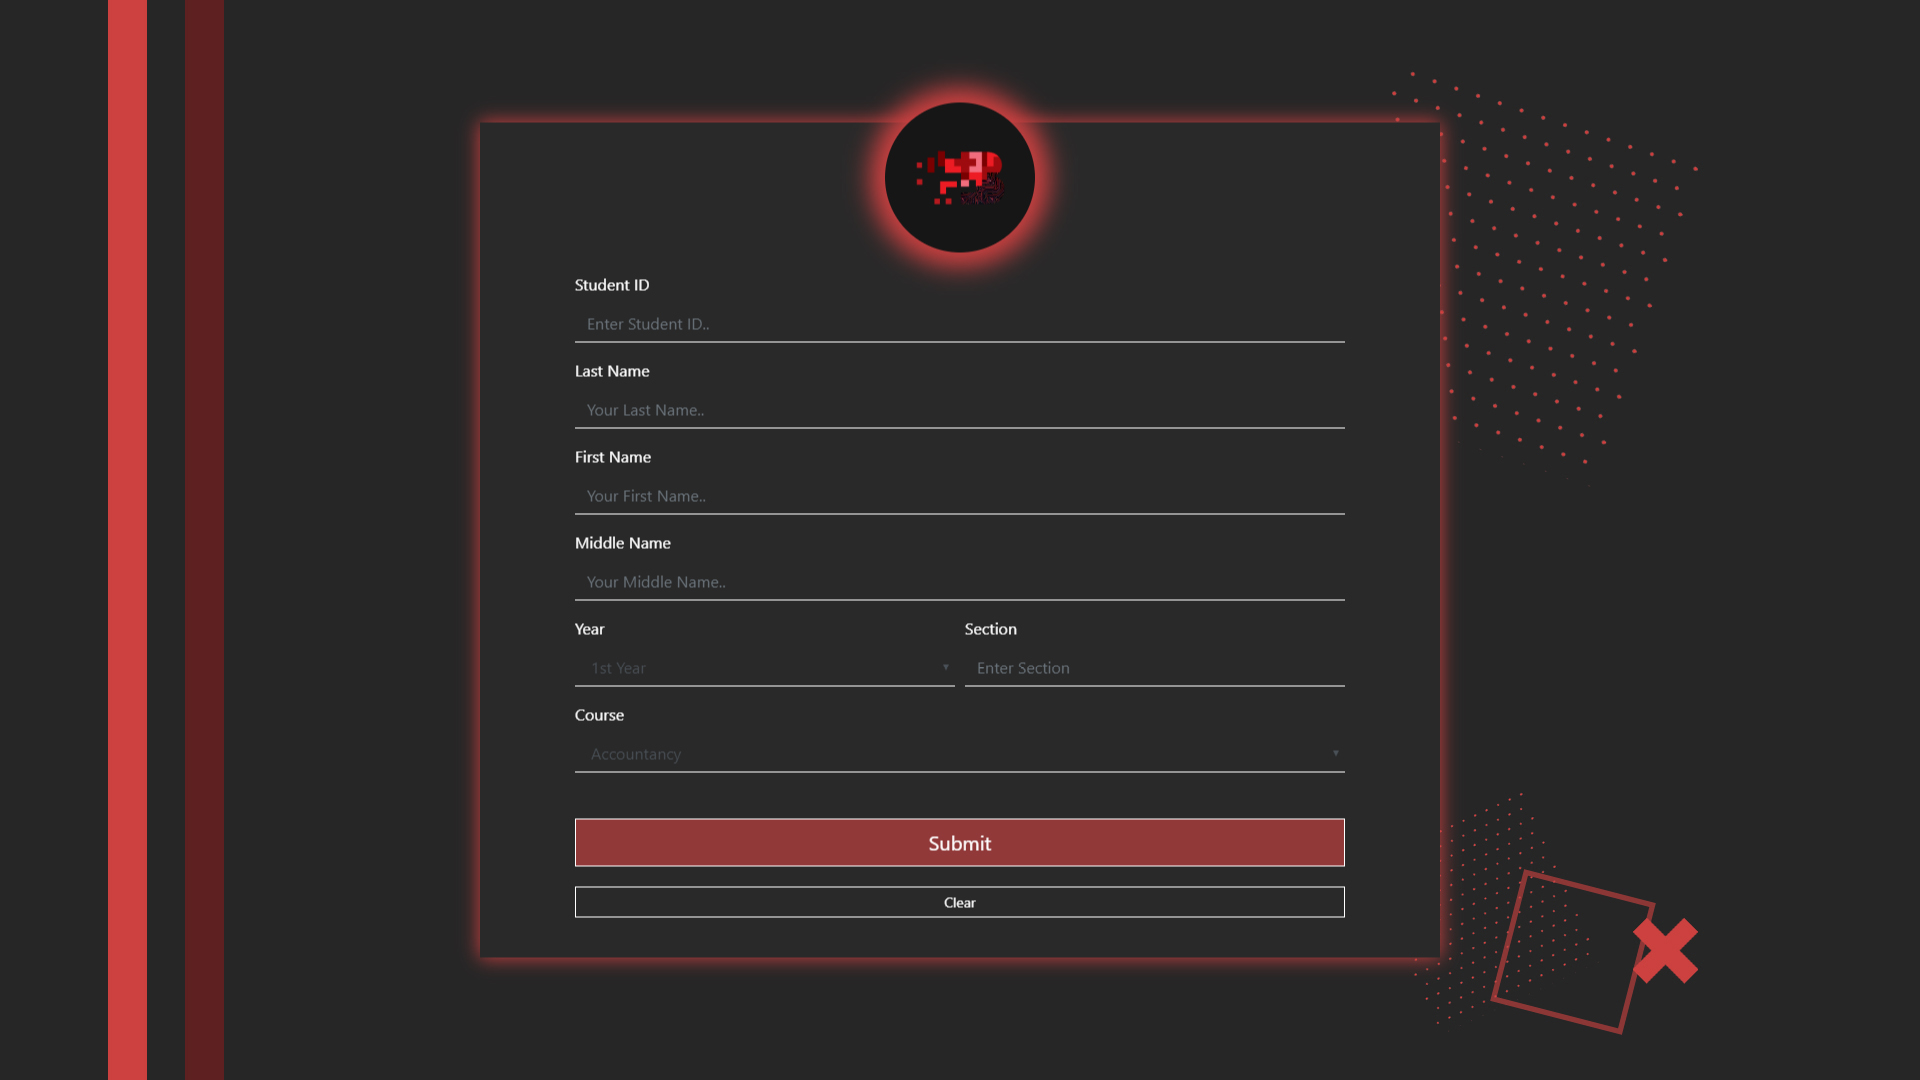 Student ID
Enter Student ID..
Last Name
Your Last Name..
First Name
Your First Name..
Middle Name
Your Middle Name..
Year
Section
1st Year
Enter Section
Course
Accountancy
Submit
Clear